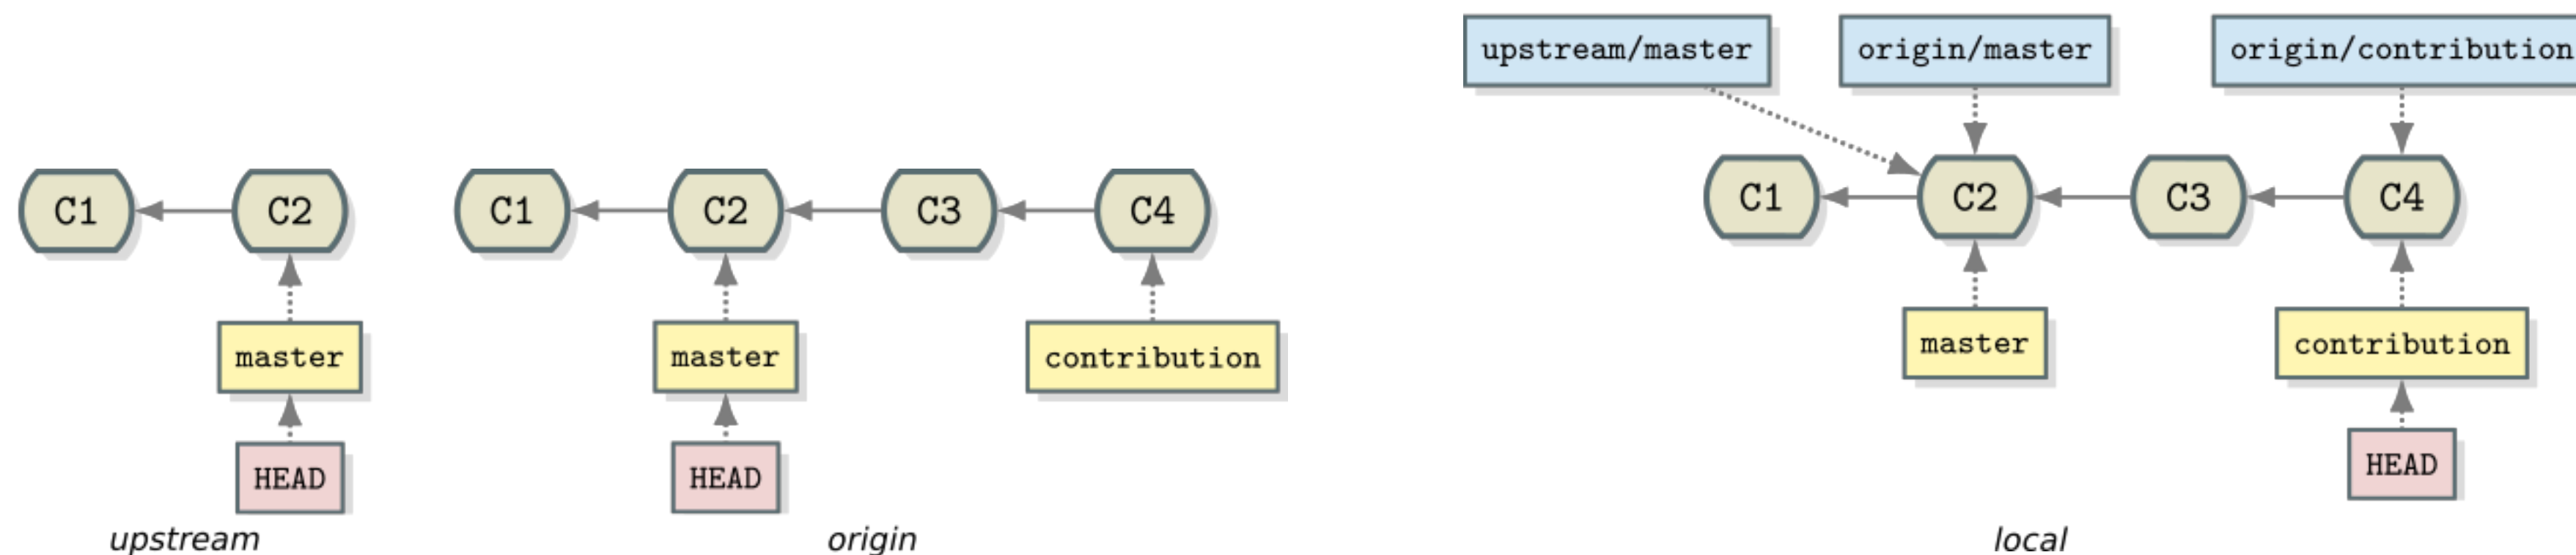 upstream/master
origin/master
origin/contribution
C1
C2
C1
C2
C3
C4
C1
C2
C3
C4
master
master
contribution
master
contribution
HEAD
HEAD
HEAD
upstream
origin
local